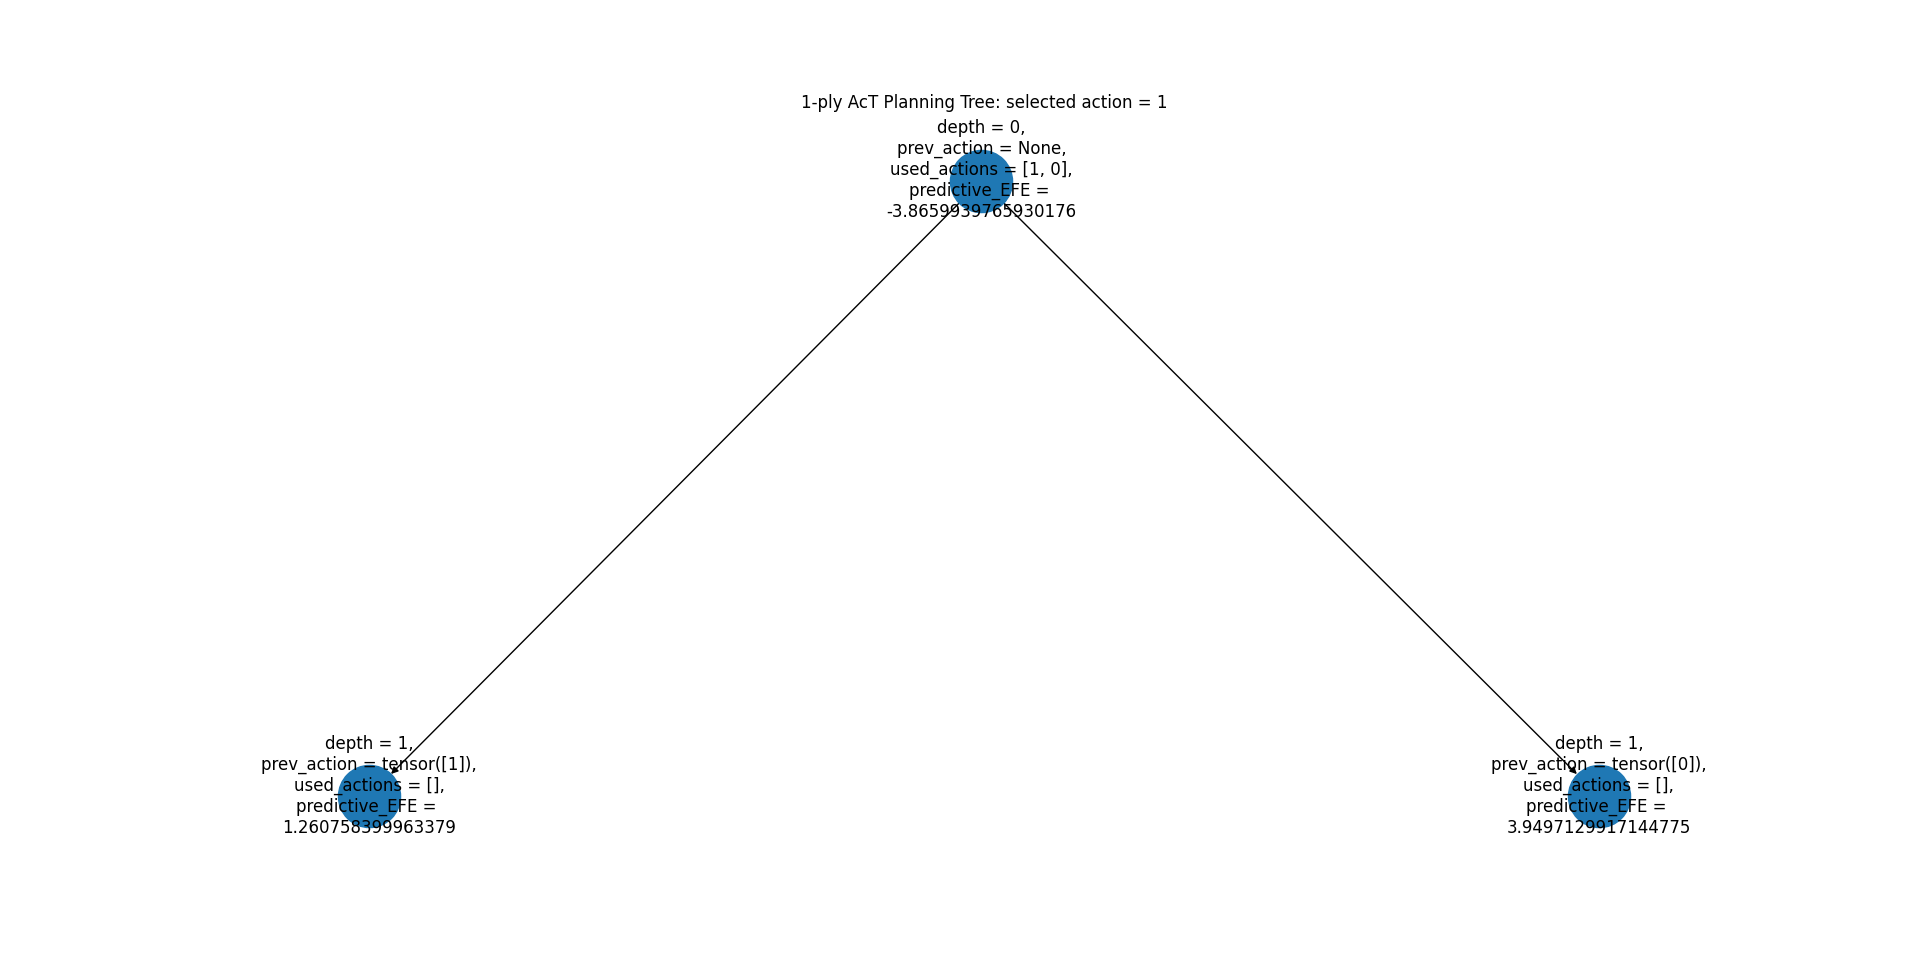 1-ply AcT Planning Tree: selected action = 1
depth = 0,
prev_action = None,
used_actions = [1, 0],
predictive_EFE =
-3.8659939765930176
depth = 1,
prev_action = tensor([1]),
used_actions = [],
predictive_EFE =
1.260758399963379
depth = 1,
prev_action = tensor([0]),
used_actions = [],
predictive_EFE =
3.9497129917144775